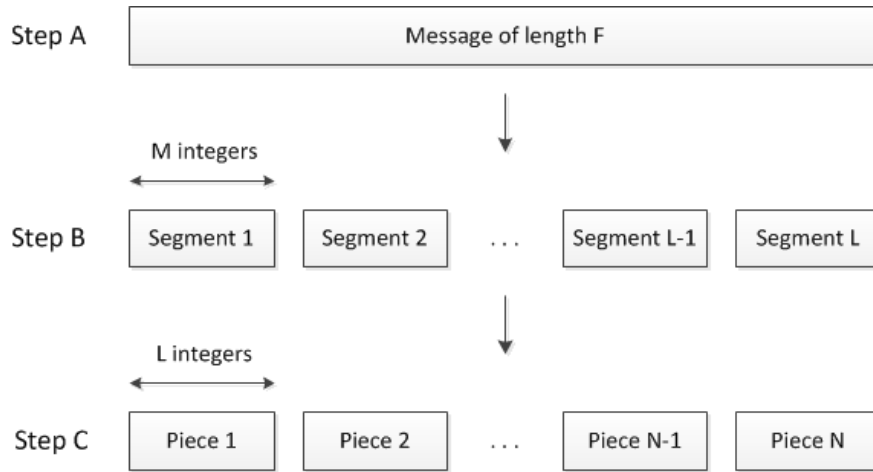 Step A
Message of length F
M integers
Step B
Segment 1
Segment 2
. . .
Segment L-1
Segment L
L integers
Step C
Piece 1
Piece 2
. . .
Piece N-1
Piece N